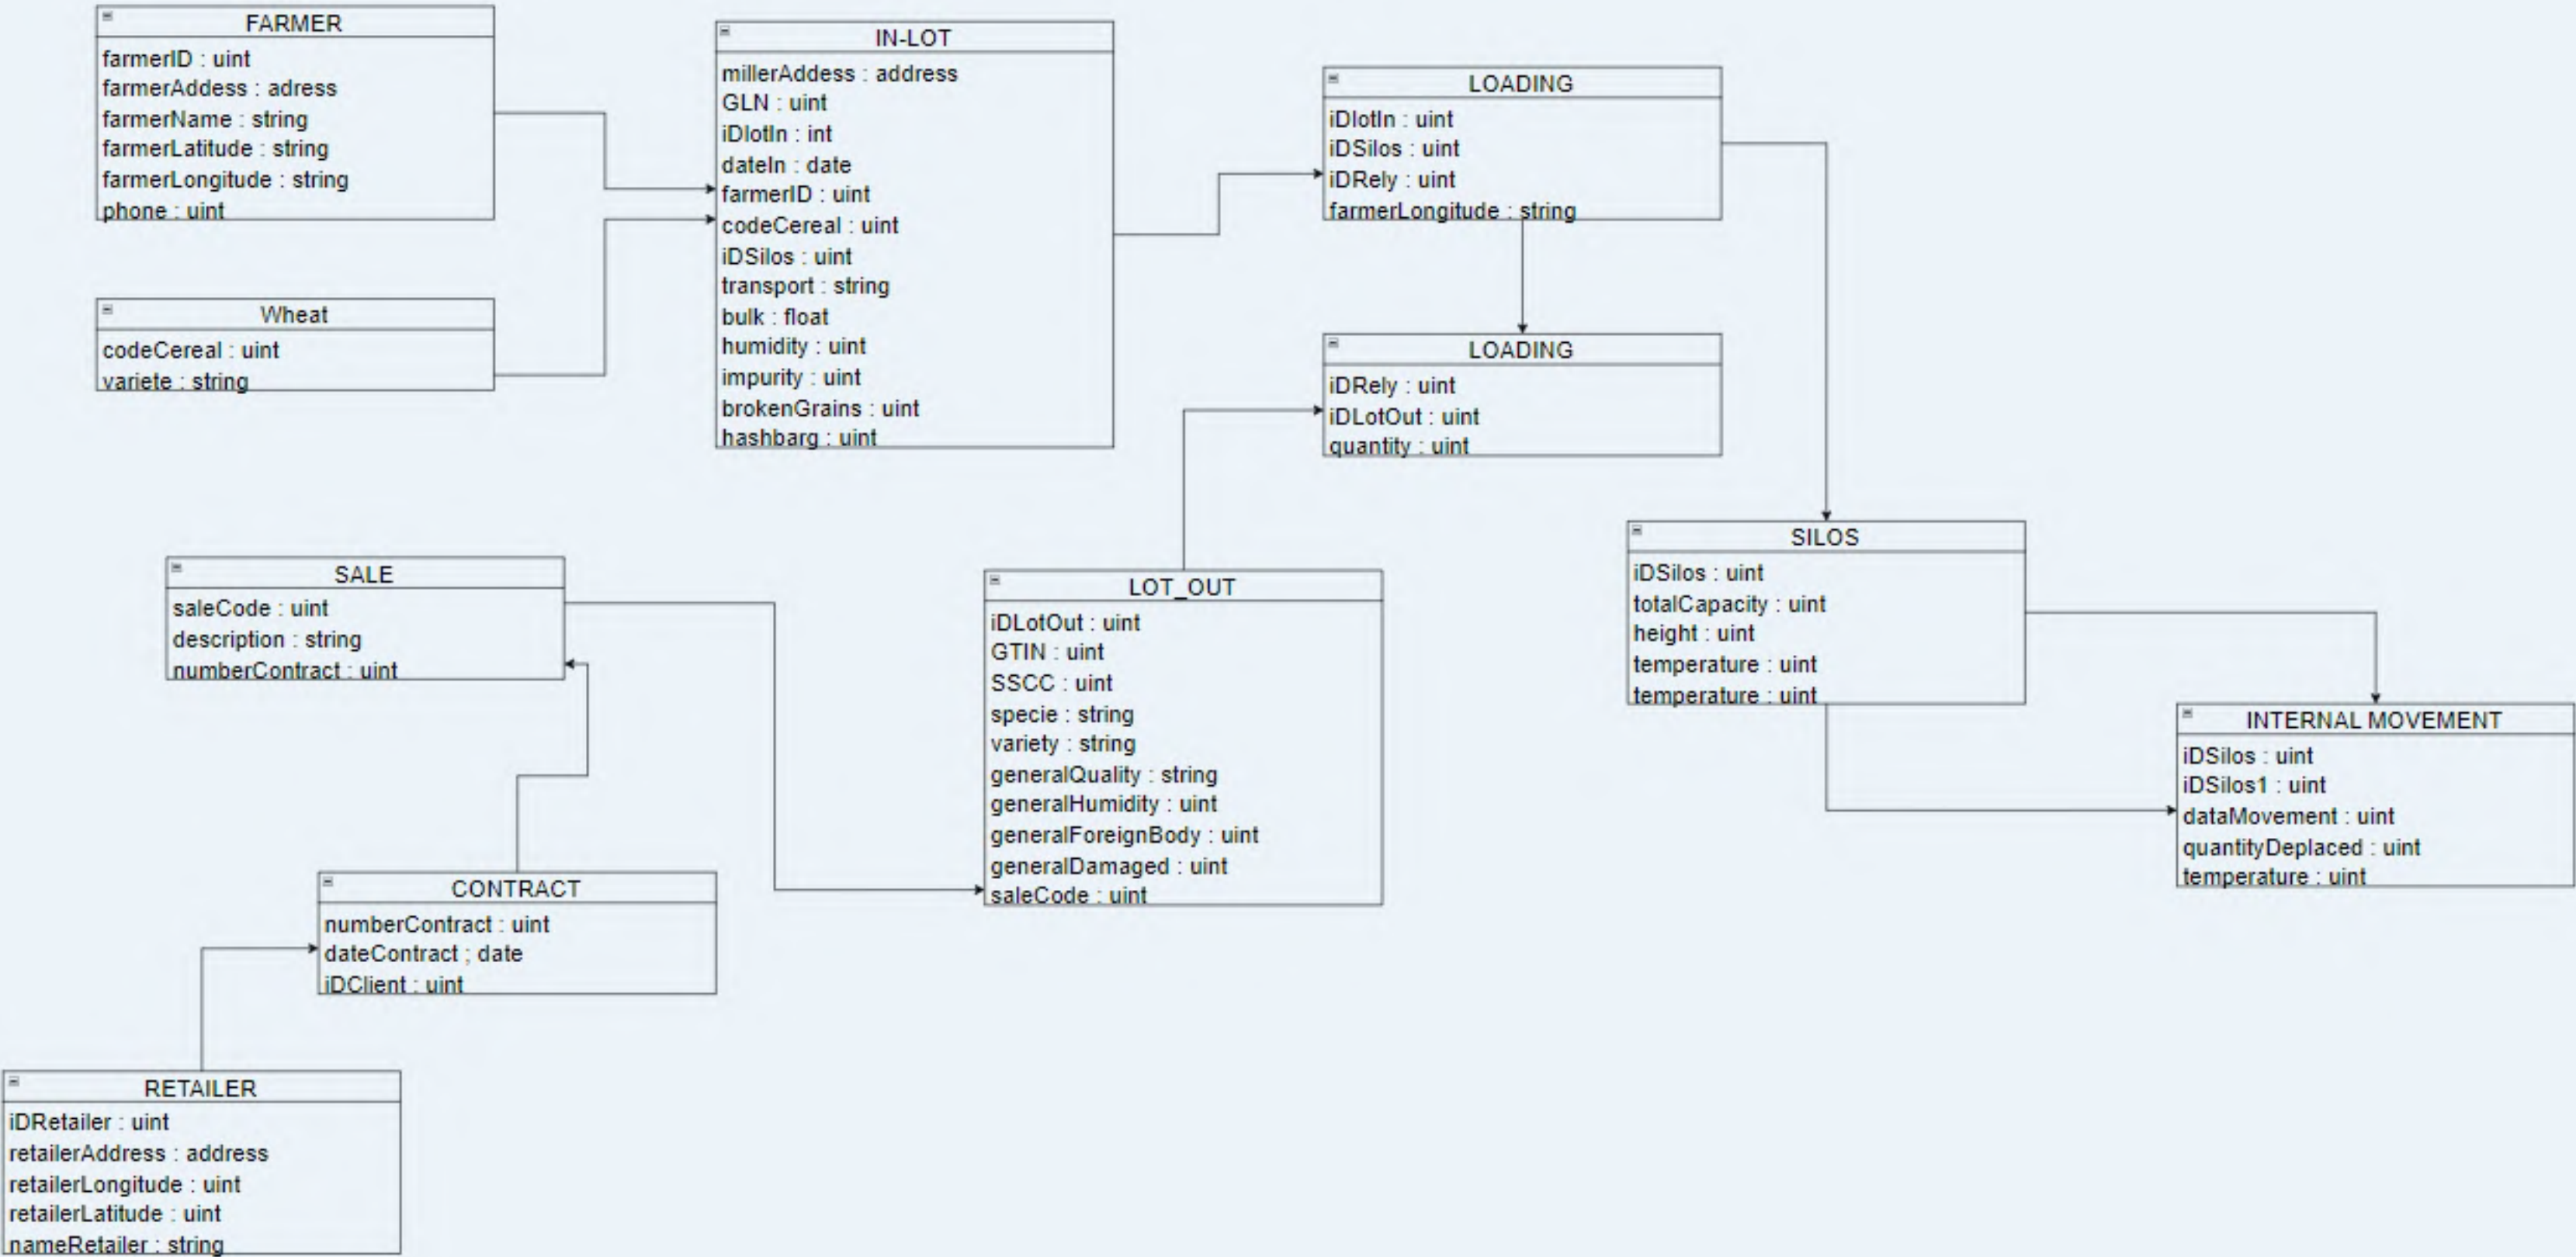 FARMER
farmerID : uint
farmerAddess : adress
farmerName : string
farmerLatitude : string
farmerLongitude : string
phone : uint
Wheat
codeCereal : uint
variete : string
IN-LOT
millerAddess : address
GLN : uint
iDlotIn : int
dateIn : date
farmerID : uint
codeCereal : uint
iDSilos : uint
transport : string
bulk : float
humidity : uint
impurity : uint
brokenGrains : uint
hashbarg : uint
LOADING
iDlotIn : uint
iDSilos : uint
iDRely : uint
farmerLongitude : string
LOADING
iDRely : uint
iDLotOut : uint
quantity : uint
SALE
saleCode : uint
description : string
numberContract : uint
LOT_OUT
iDLotOut : uint
GTIN : uint
SSCC : uint
specie : string
variety : string
generalQuality : string
generalHumidity : uint
generalForeignBody : uint
generalDamaged : uint
saleCode : uint
SILOS
iDSilos : uint
totalCapacity : uint
height : uint
temperature : uint
temperature : uint
INTERNAL MOVEMENT
iDSilos : uint
iDSilos1 : uint
dataMovement : uint
quantityDeplaced : uint
temperature : uint
CONTRACT
numberContract : uint
dateContract ; date
iDClient : uint
RETAILER
iDRetailer : uint
retailerAddress : address
retailerLongitude : uint
retailerLatitude : uint
nameRetailer : string